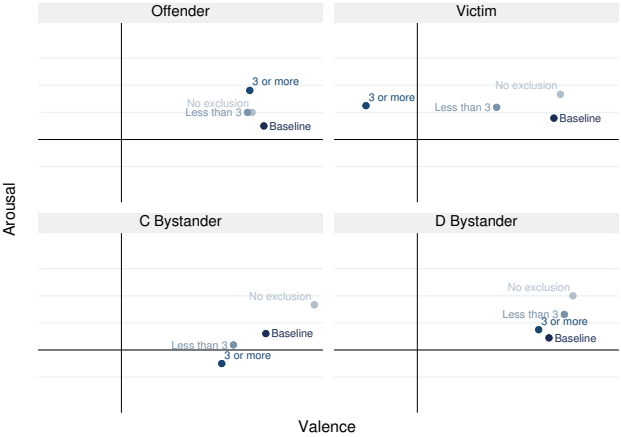 Offender
3 or more
No exclusion
Less than 3
Baseline
Victim
No exclusion
3 or more
Less than 3
Baseline
Arousal
C Bystander
No exclusion
Baseline
Less than 3
3 or more
D Bystander
No exclusion
Less than 3
3 or more
Baseline
Valence